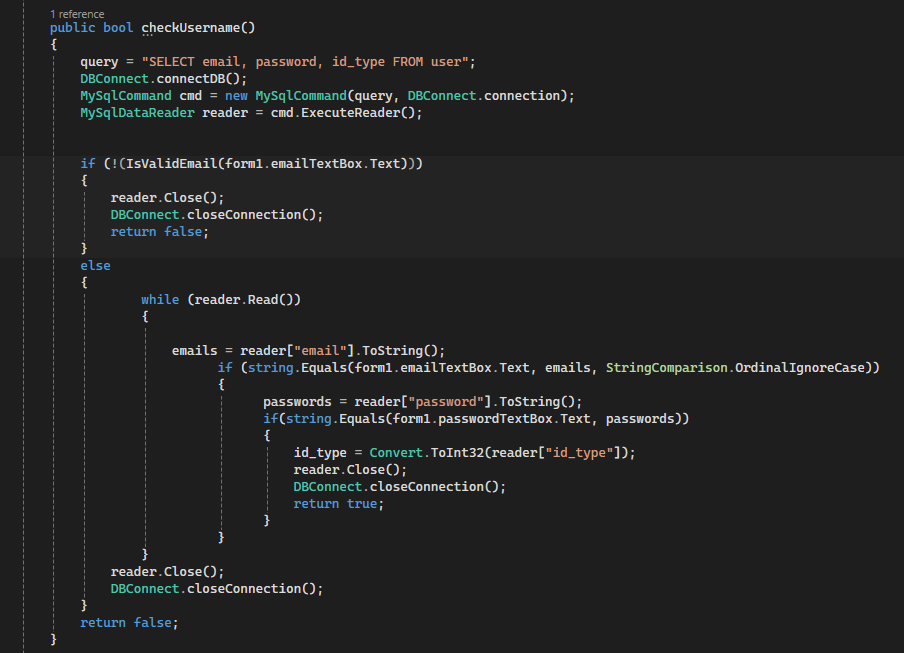 1 reference
public bool checkUsername()
{
query = "SELECT email, password, id_type FROM user";
DBConnect.connectDB();
MySqlCommand cmd = new MySqlCommand(query, DBConnect.connection);
MySqlDataReader reader = cmd.ExecuteReader();
if (!(IsValidEmail(form1.emailTextBox.Text)))
{
reader.Close();
DBConnect.closeConnection();
return false;
}
else
{
while (reader.Read())
{
emails = reader["email"].ToString();
if (string.Equals(form1.emailTextBox.Text, emails, StringComparison.OrdinalIgnoreCase))
{
passwords = reader["password"].ToString();
if(string.Equals(form1.passwordTextBox.Text, passwords))
{
id_type = Convert.ToInt32(reader["id_type"]);
reader.Close();
DBConnect.closeConnection();
return true;
}
}
}
reader.Close();
DBConnect.closeConnection();
}
return false;
}